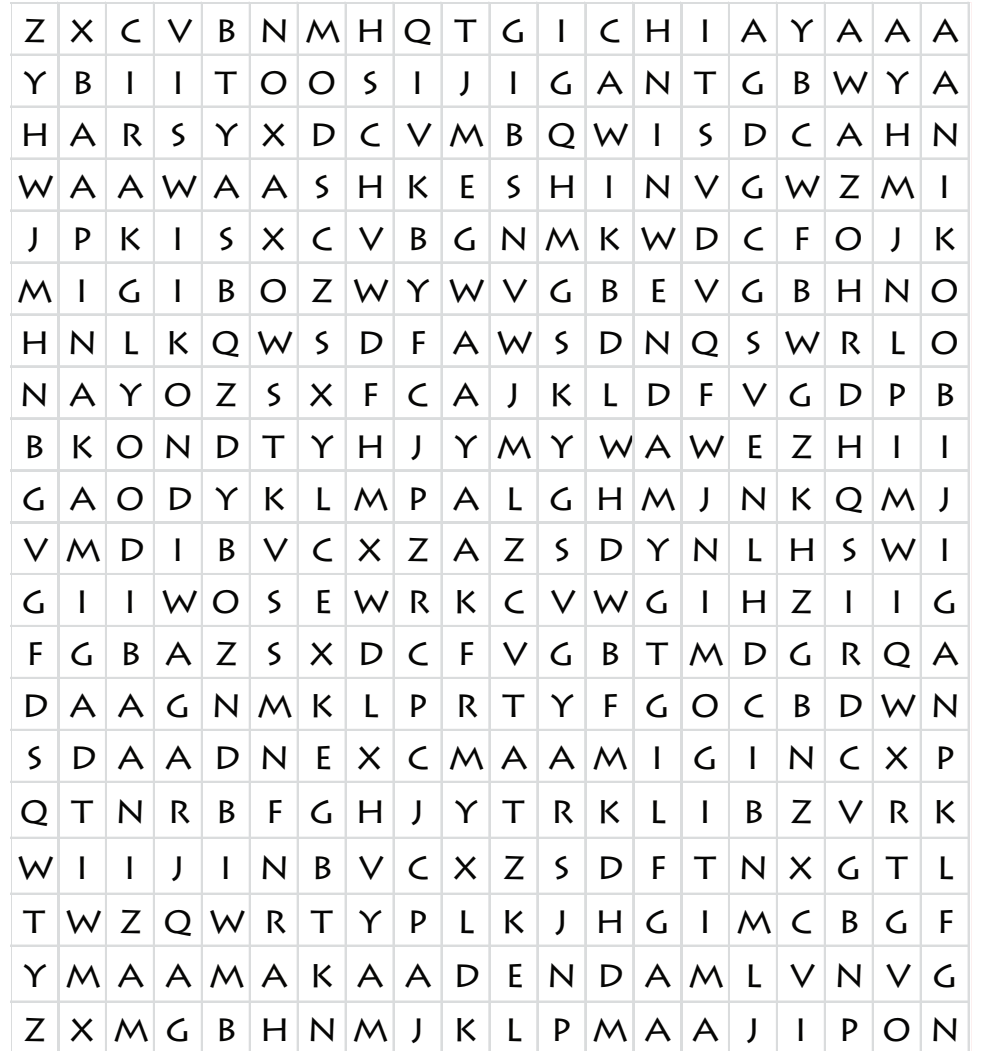 Z X C V B N M H Q T G I C H I A Y A A A
Y B I I T O O S I J I G A N T G B W Y A
H A R S Y X D C V M B Q W I S D C A H N
W A A W A A S H K E S H I N V G W Z M I
J P K I S X C V B G N M K W D C F O J K
M I G I B O Z W Y W V G B E V G B H N O
H N L K Q W S D F A W S D N Q S W R L O
N A Y O Z S X F C A J K L D F V G D P B
B K O N D T Y H J Y M Y W A W E Z H I I
G A O D Y K L M P A L G H M J N K Q M J
V M D I B V C X Z A Z S D Y N L H S W I
G I I W O S E W R K C V W G I H Z I I G
F G B A Z S X D C F V G B T M D G R Q A
D A A G N M K L P R T Y F G O C B D W N
S D A A D N E X C M A A M I G I N C X P
Q T N R B F G H J Y T R K L I B Z V R K
W I I J I N B V C X Z S D F T N X G T L
T W Z Q W R T Y P L K J H G I M C B G F
Y M A A M A K A A D E N D A M L V N V G
Z X M G B H N M J K L P M A A J I P O N